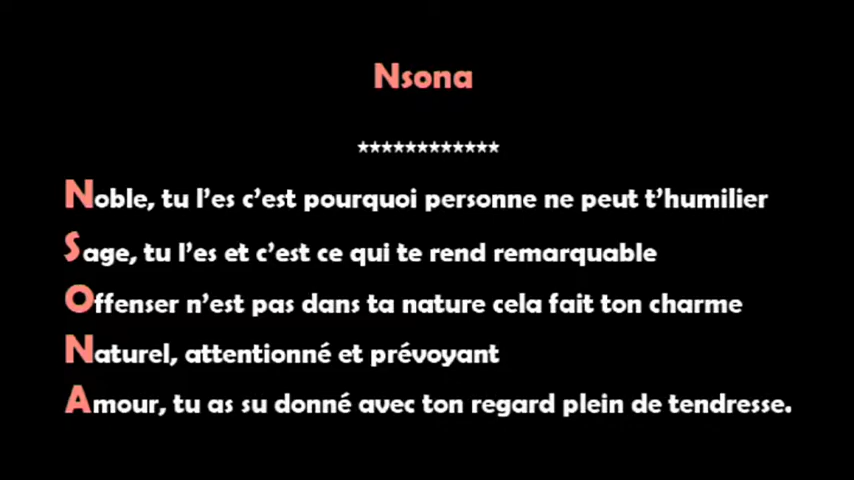 Nsona
************
Noble, tu l’es c’est pourquoi personne ne peut t’humilier
Sage, tu l’es et c’est ce qui te rend remarquable
Offenser n’est pas dans ta nature cela fait ton charme
Naturel, attentionné et prévoyant
Amour, tu as su donné avec ton regard plein de tendresse.